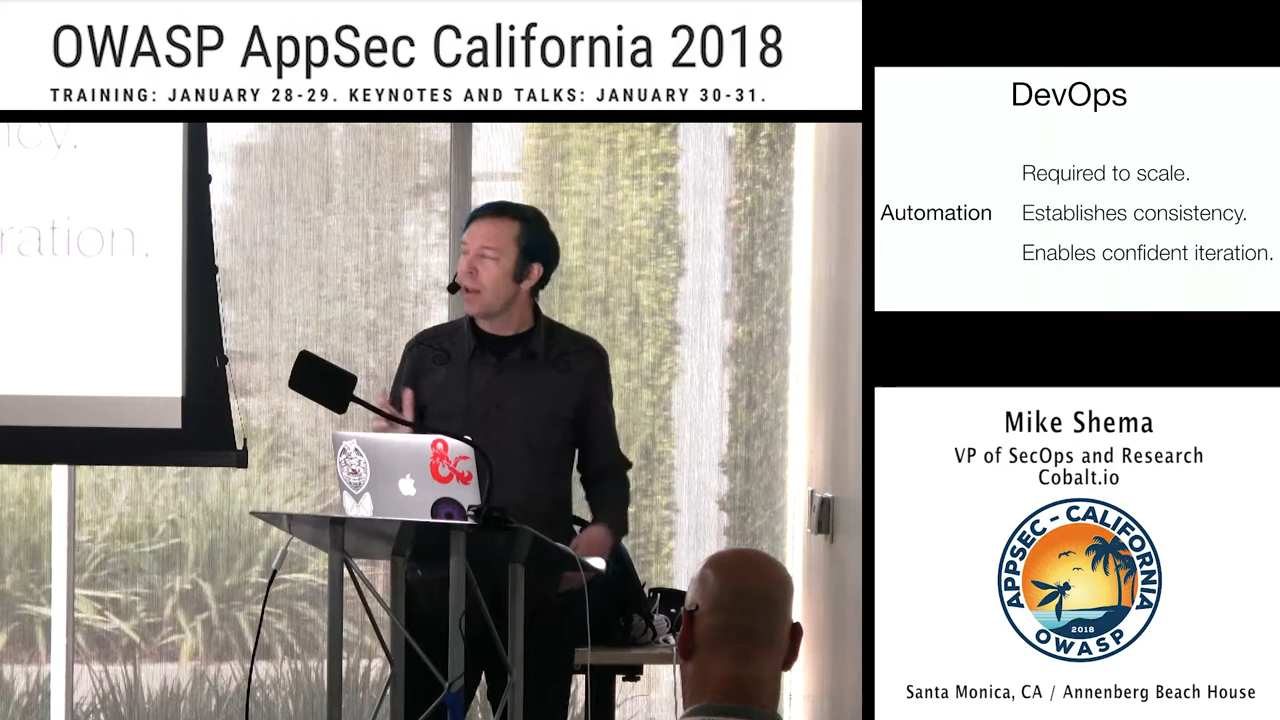 OWASP AppSec California 2018
TRAINING: JANUARY 28-29. KEYNOTES AND TALKS: JANUARY 30-31.
ncy.
ration.
DevOps
Automation
Required to scale.
Establishes consistency.
Enables confident iteration.
Mike Shema
VP of SecOps and Research
Cobalt.io
APPSEC - CALIFORNIA
2018
OWASP
Santa Monica, CA / Annenberg Beach House